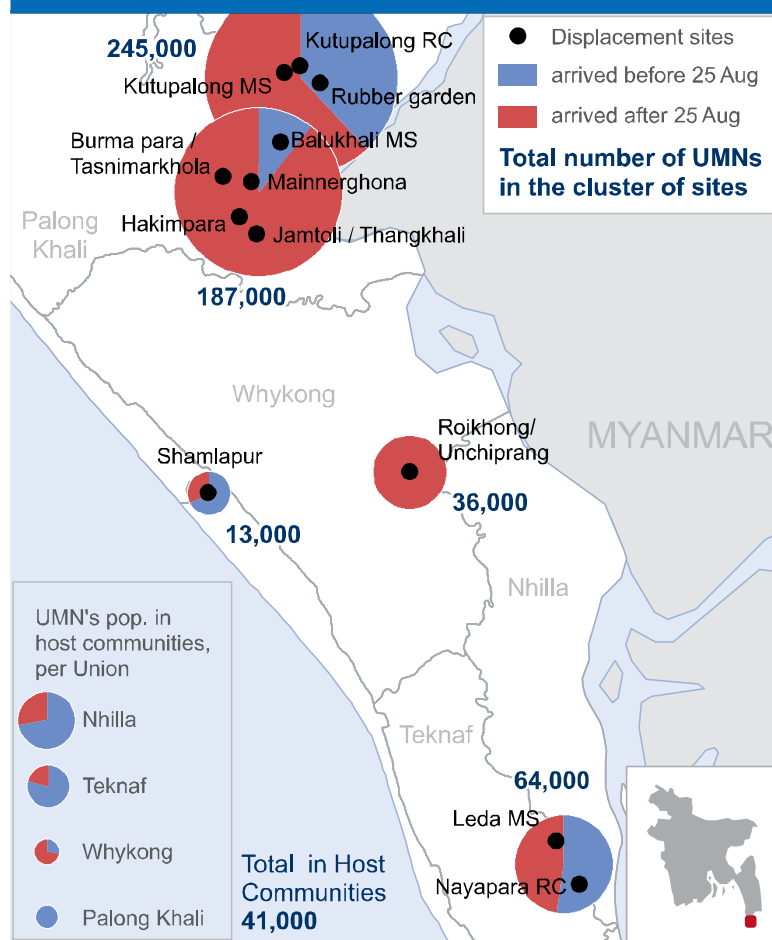 245,000
Kutupalong RC
Kutupalong MS
Rubber garden
Displacement sites
arrived before 25 Aug
arrived after 25 Aug
Total number of UMNs
in the cluster of sites
Burma para /
Tasnimarkhola
Balukhali MS
Mainnerghona
Hakimpara
Jamtoli / Thangkhali
Palong
Khali
187,000
Whykong
MYANMAR
Roikhong/
Unchiprang
36,000
Shamlapur
13,000
Nhilla
UMN's pop. in
host communities,
per Union
Nhilla
Teknaf
Whykong
Palong Khali
Teknaf
64,000
Leda MS
Nayapara RC
Total in Host
Communities
41,000